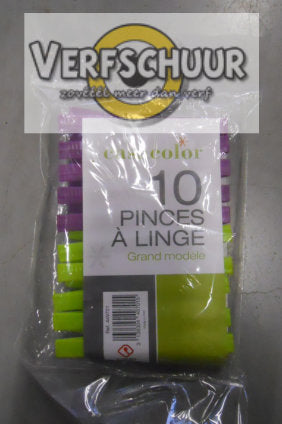 VERFSCHUUR
zoveel meer dan verf
color
10
PINCES
À LINGE
Grand modèle